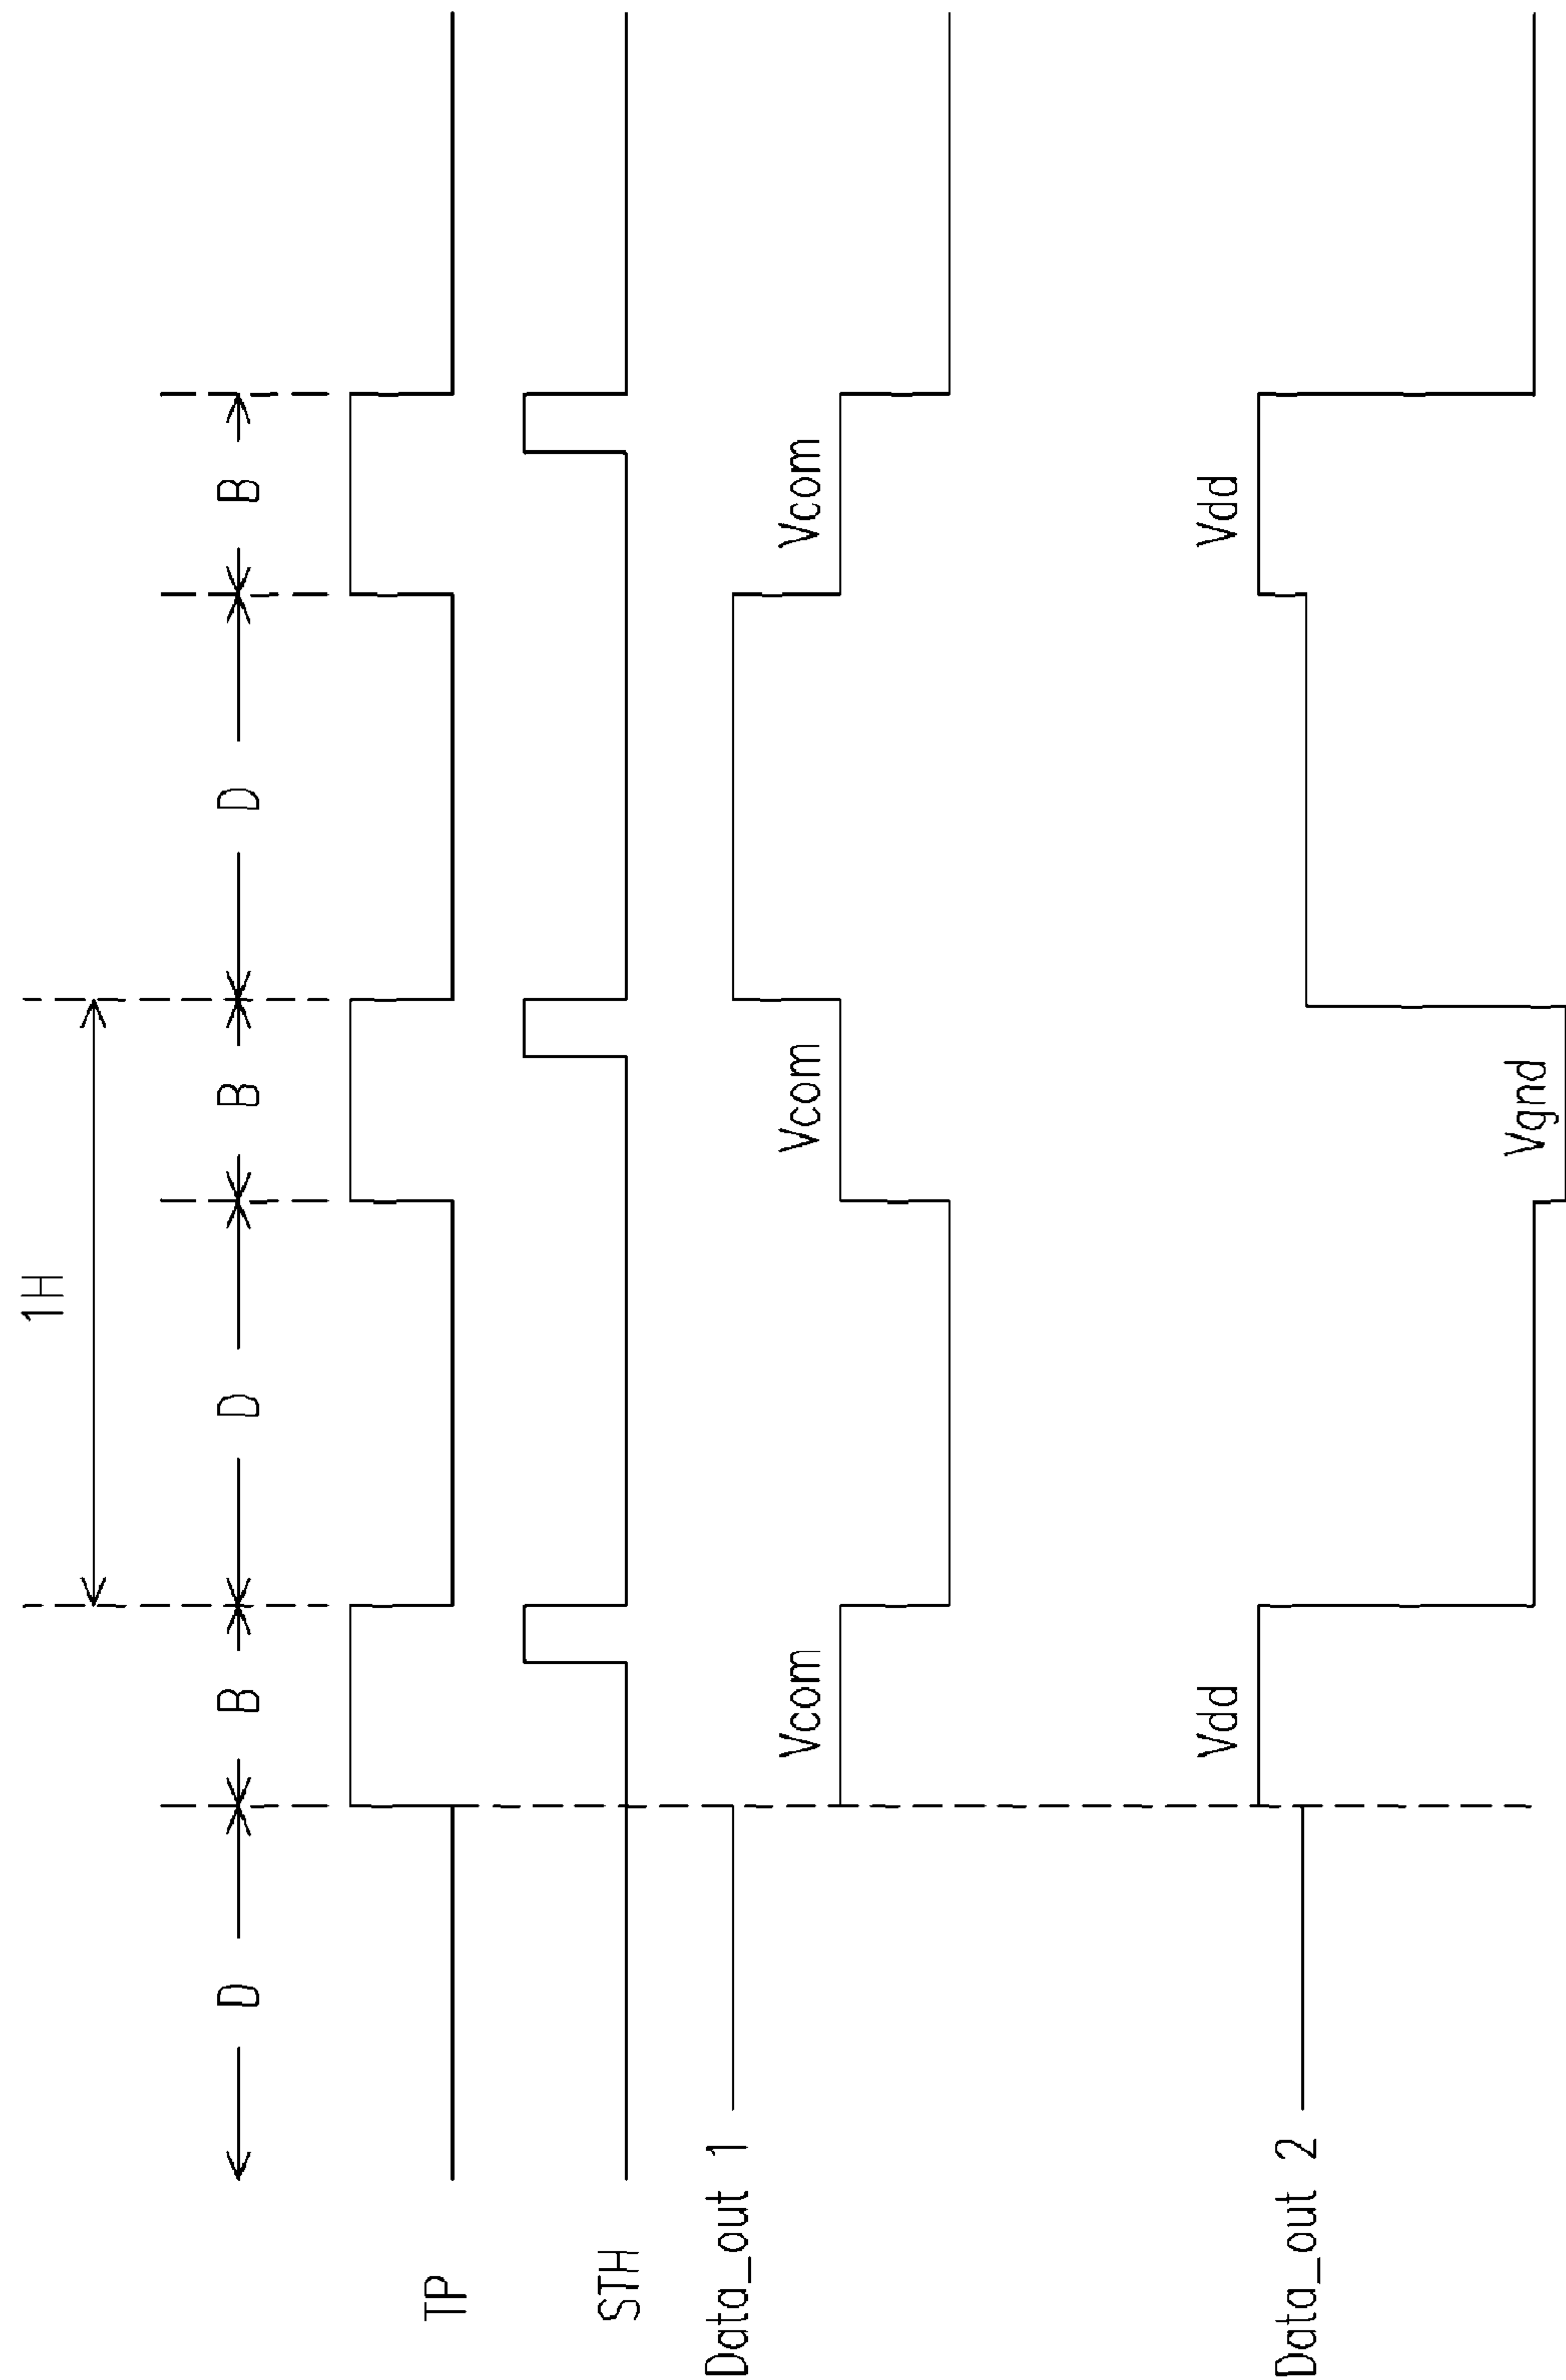 1H
D B D B D B
TP
STH
Data_out 1
Vcom Vcom Vcom
Vdd Vdd
Data_out 2
Vgnd